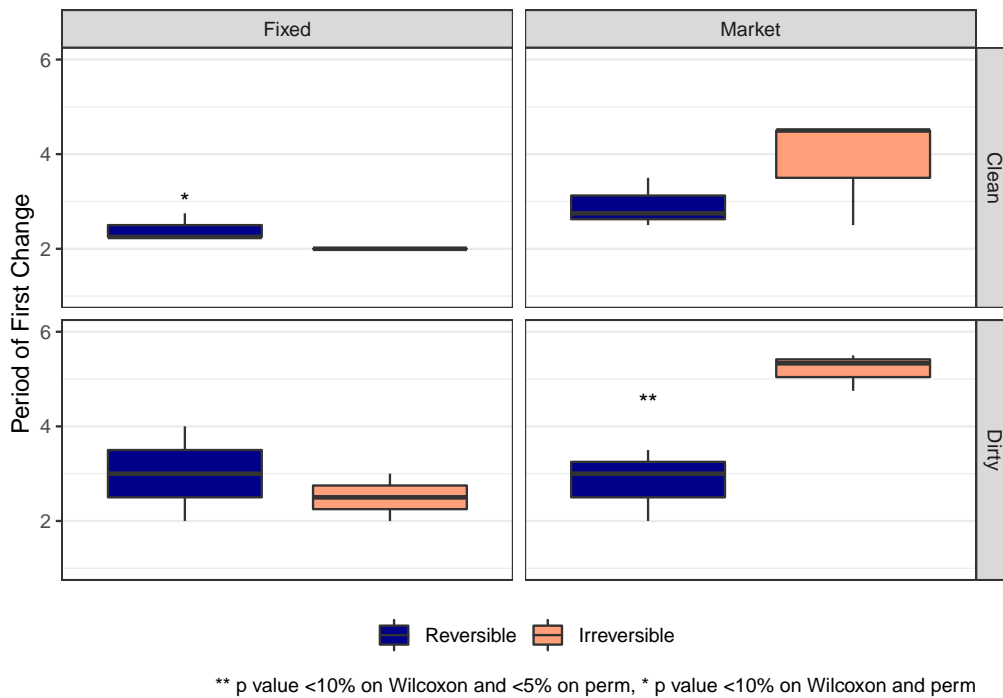 Fixed
Market
6
4
2
*
Clean
6
4
2
**
Dirty
Period of First Change
Reversible
Irreversible
** p value <10% on Wilcoxon and <5% on perm, * p value <10% on Wilcoxon and perm